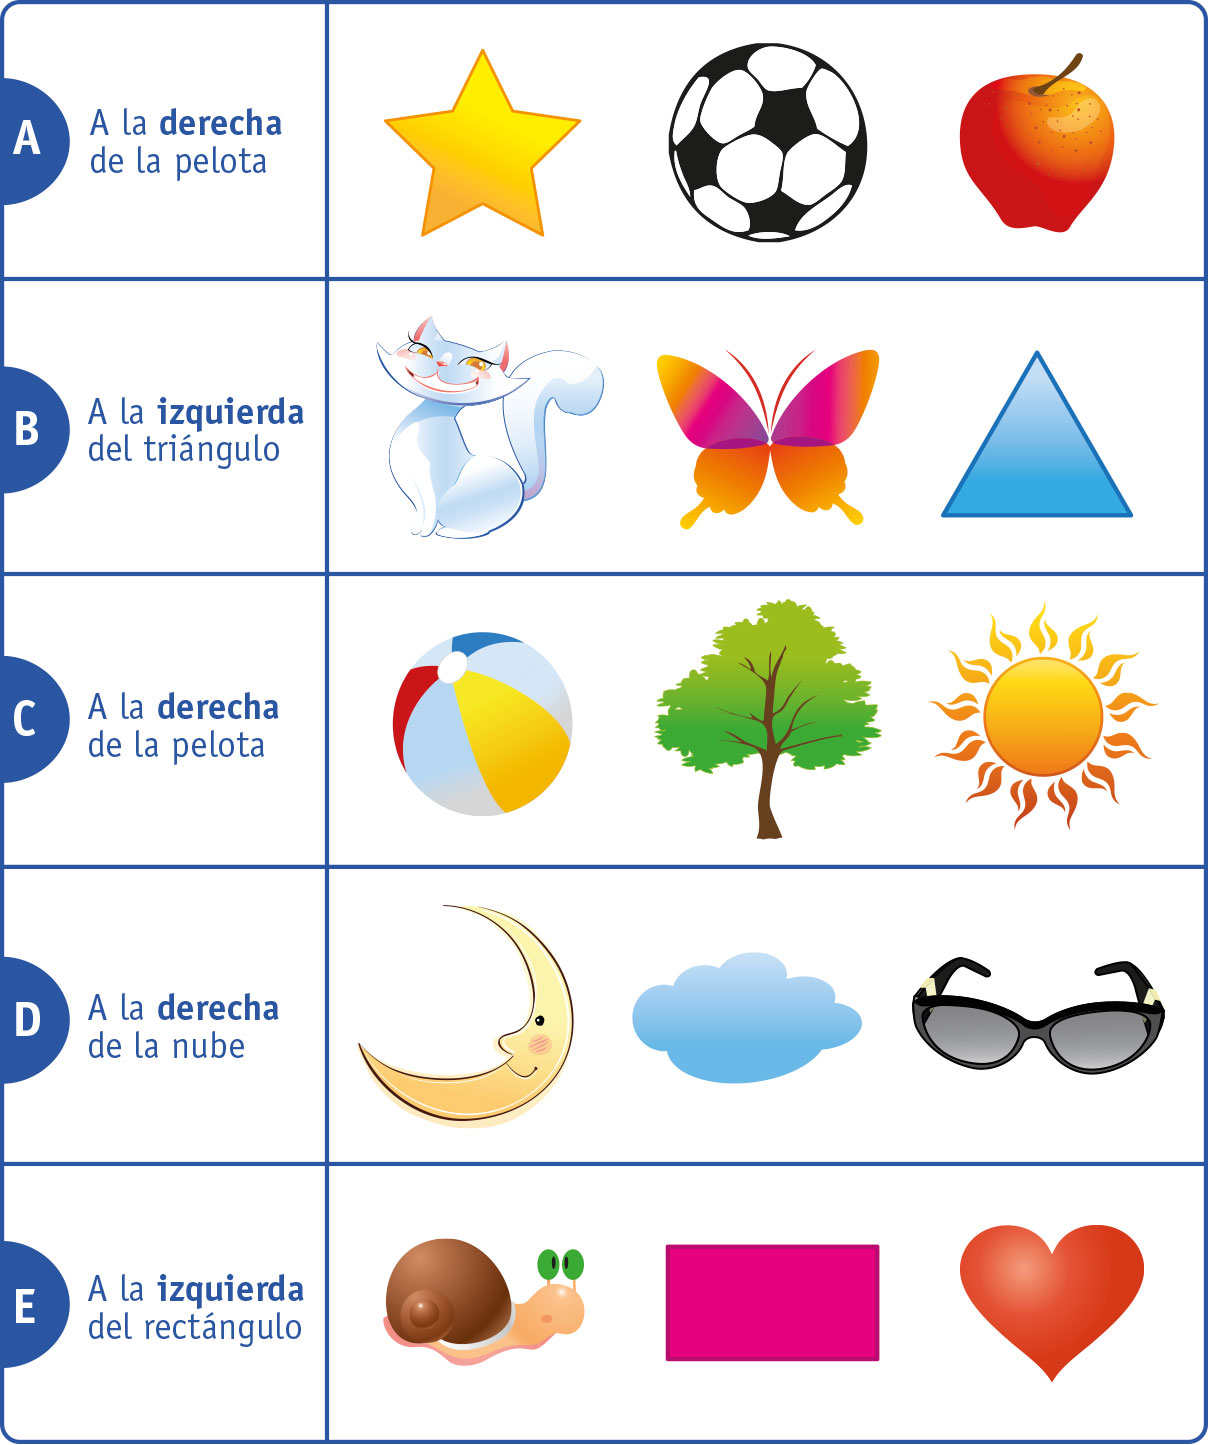 A
A la derecha
de la pelota
B
A la izquierda
del triángulo
C
A la derecha
de la pelota
D
A la derecha
de la nube
E
A la izquierda
del rectángulo